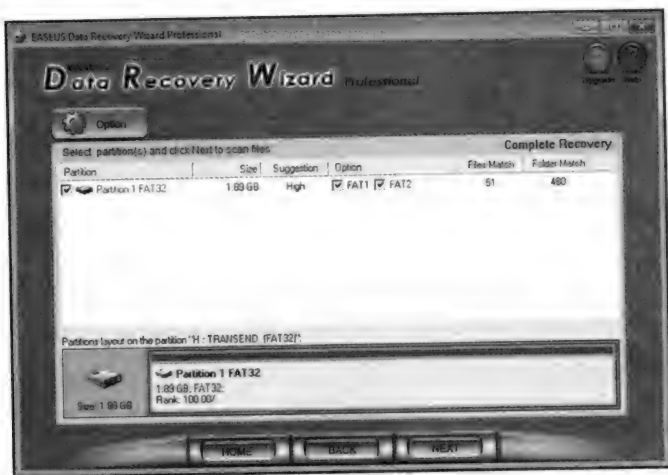 EASEUS Data Recovery Wizard Professional
Data Recovery Wizard Professional
Upgrade Help
Option
Select partition(s) and click Next to scan files Complete Recovery
Partition Size Suggestion Option Files Match Folder Match
Partition 1 FAT32 1.89 GB High FAT1 FAT2 51 480
Partitions layout on the partition "H : TRANSEND (FAT32)":
Partition 1 FAT32
1.89 GB, FAT32;
Rank: 100.00/
Size: 1.89 GB
HOME BACK NEXT